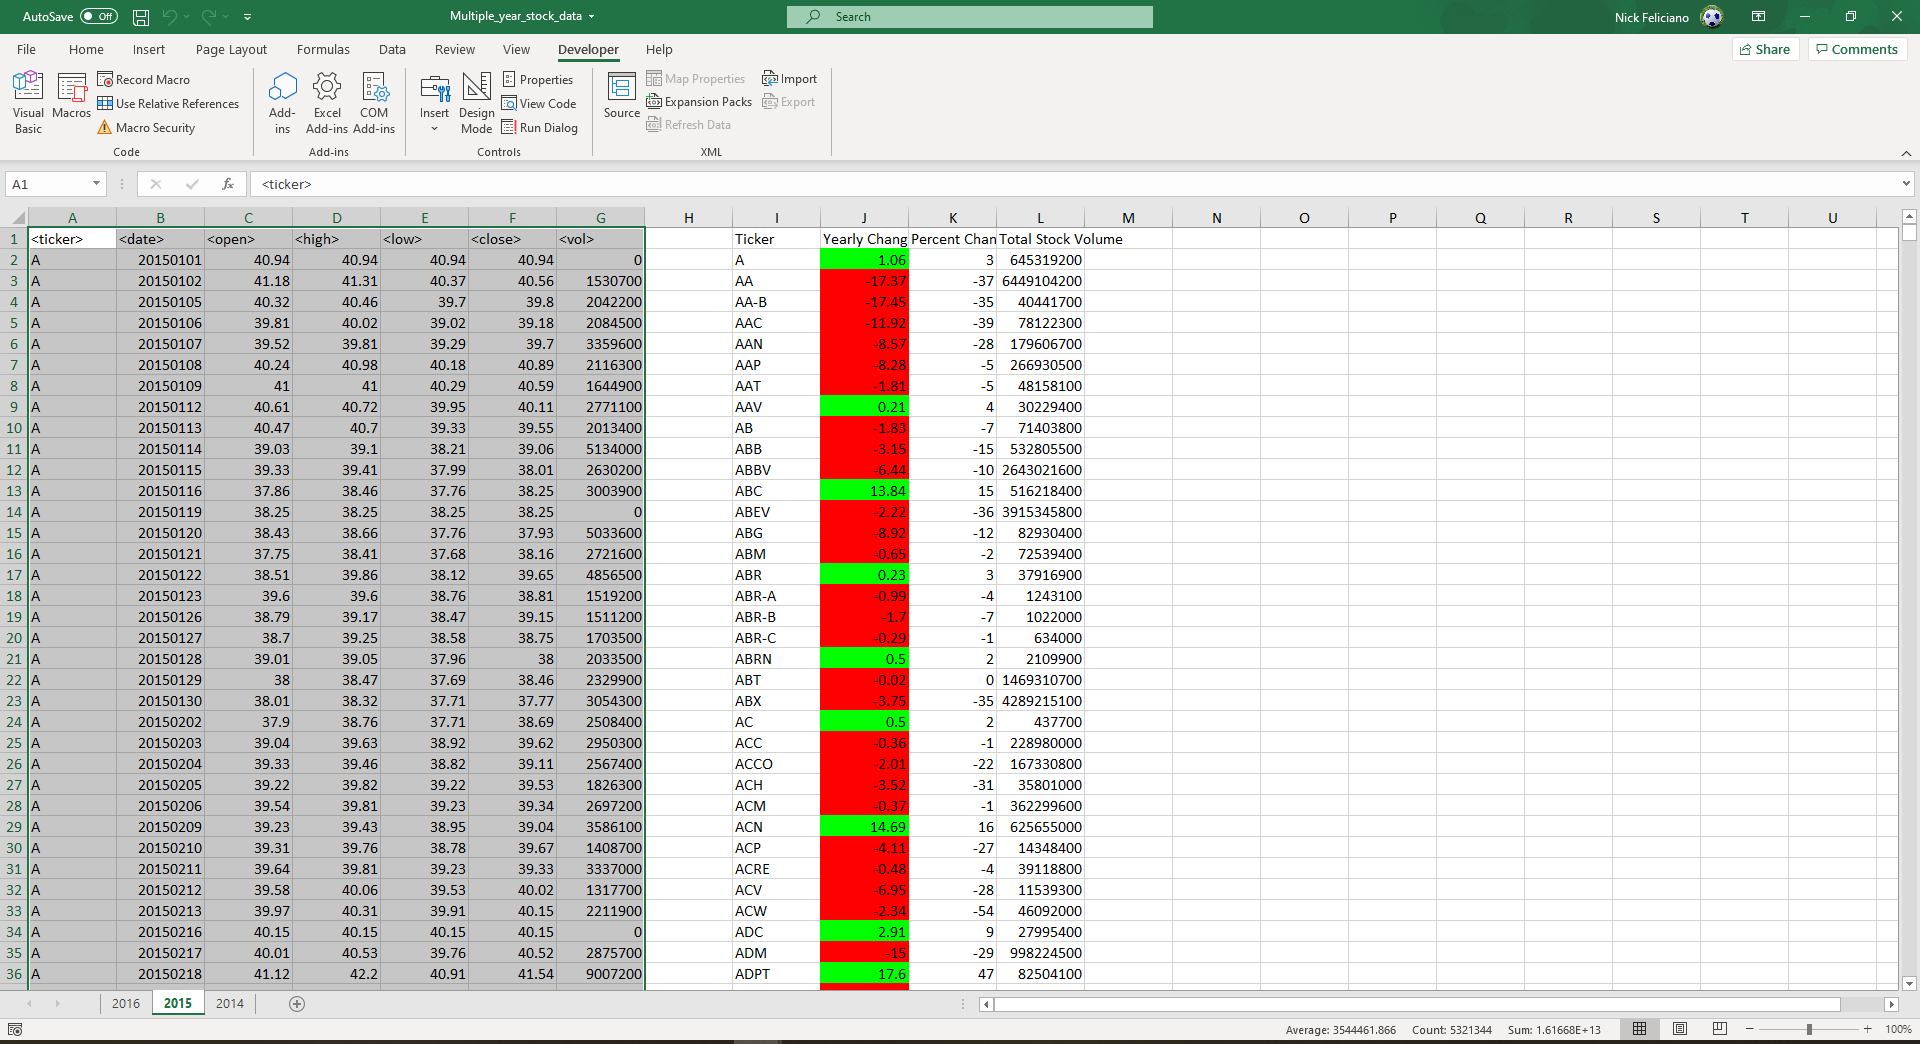 AutoSave Off Multiple_year_stock_data Search Nick Feliciano
File Home Insert Page Layout Formulas Data Review View Developer Help Share Comments
Visual Basic
Macros
Record Macro
Use Relative References
Macro Security
Code
Add-ins
Excel Add-ins
COM Add-ins
Add-ins
Insert
Design Mode
Properties
View Code
Run Dialog
Controls
Source
Map Properties
Expansion Packs
Refresh Data
Import
Export
XML
A1 fx <ticker>
A B C D E F G H I J K L M N O P Q R S T U
1 <ticker> <date> <open> <high> <low> <close> <vol> Ticker Yearly Chang Percent Chan Total Stock Volume
2 A 20150101 40.94 40.94 40.94 40.94 0 A 1.06 3 645319200
3 A 20150102 41.18 41.31 40.37 40.56 1530700 AA -17.37 -37 6449104200
4 A 20150105 40.32 40.46 39.7 39.8 2042200 AA-B -17.45 -35 40441700
5 A 20150106 39.81 40.02 39.02 39.18 2084500 AAC -11.92 -39 78122300
6 A 20150107 39.52 39.81 39.29 39.7 3359600 AAN -8.57 -28 179606700
7 A 20150108 40.24 40.98 40.18 40.89 2116300 AAP -8.28 -5 266930500
8 A 20150109 41 41 40.29 40.59 1644900 AAT -1.81 -5 48158100
9 A 20150112 40.61 40.72 39.95 40.11 2771100 AAV 0.21 4 30229400
10 A 20150113 40.47 40.7 39.33 39.55 2013400 AB -1.83 -7 71403800
11 A 20150114 39.03 39.1 38.21 39.06 5134000 ABB -3.15 -15 532805500
12 A 20150115 39.33 39.41 37.99 38.01 2630200 ABBV -6.44 -10 2643021600
13 A 20150116 37.86 38.46 37.76 38.25 3003900 ABC 13.84 15 516218400
14 A 20150119 38.25 38.25 38.25 38.25 0 ABEV -2.22 -36 3915345800
15 A 20150120 38.43 38.66 37.76 37.93 5033600 ABG -8.92 -12 82930400
16 A 20150121 37.75 38.41 37.68 38.16 2721600 ABM -0.65 -2 72539400
17 A 20150122 38.51 39.86 38.12 39.65 4856500 ABR 0.23 3 37916900
18 A 20150123 39.6 39.6 38.76 38.81 1519200 ABR-A -0.99 -4 1243100
19 A 20150126 38.79 39.17 38.47 39.15 1511200 ABR-B -1.7 -7 1022000
20 A 20150127 38.7 39.25 38.58 38.75 1703500 ABR-C -0.29 -1 634000
21 A 20150128 39.01 39.05 37.96 38 2033500 ABRN 0.5 2 2109900
22 A 20150129 38 38.47 37.69 38.46 2329900 ABT -0.02 0 1469310700
23 A 20150130 38.01 38.32 37.71 37.77 3054300 ABX -3.75 -35 4289215100
24 A 20150202 37.9 38.76 37.71 38.69 2508400 AC 0.5 2 437700
25 A 20150203 39.04 39.63 38.92 39.62 2950300 ACC -0.36 -1 228980000
26 A 20150204 39.33 39.46 38.82 39.11 2567400 ACCO -2.01 -22 167330800
27 A 20150205 39.22 39.82 39.22 39.53 1826300 ACH -3.52 -31 35801000
28 A 20150206 39.54 39.81 39.23 39.34 2697200 ACM -0.37 -1 362299600
29 A 20150209 39.23 39.43 38.95 39.04 3586100 ACN 14.69 16 625655000
30 A 20150210 39.31 39.76 38.78 39.67 1408700 ACP -4.11 -27 14348400
31 A 20150211 39.64 39.81 39.23 39.33 3337000 ACRE -0.48 -4 39118800
32 A 20150212 39.58 40.06 39.53 40.02 1317700 ACV -6.95 -28 11539300
33 A 20150213 39.97 40.31 39.91 40.15 2211900 ACW -2.34 -54 46092000
34 A 20150216 40.15 40.15 40.15 40.15 0 ADC 2.91 9 27995400
35 A 20150217 40.01 40.53 39.76 40.52 2875700 ADM -15 -29 998224500
36 A 20150218 41.12 42.2 40.91 41.54 9007200 ADPT 17.6 47 82504100
2016 2015 2014
Average: 3544461.866 Count: 5321344 Sum: 1.61668E+13 100%